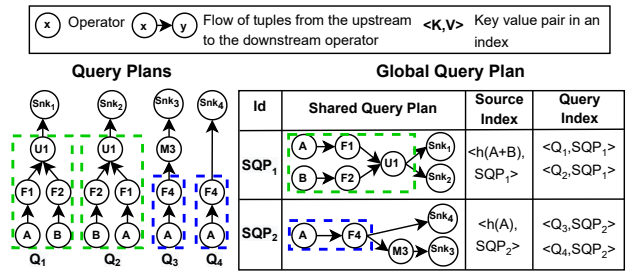 x Operator x y Flow of tuples from the upstream <K,V> Key value pair in an
to the downstream operator index
Query Plans
Snk1 Snk2 Snk3 Snk4
U1 U1 M3
F1 F2 F2 F1 F4 F4
A B B A A A
Q1 Q2 Q3 Q4
Global Query Plan
Id Shared Query Plan Source Index Query Index
SQP1
A F1 Snk1
U1
B F2 Snk2
<h(A+B),
SQP1>
<Q1,SQP1>
<Q2,SQP1>
SQP2
Snk4
A F4
M3 Snk3
<h(A),
SQP2>
<Q3,SQP2>
<Q4,SQP2>